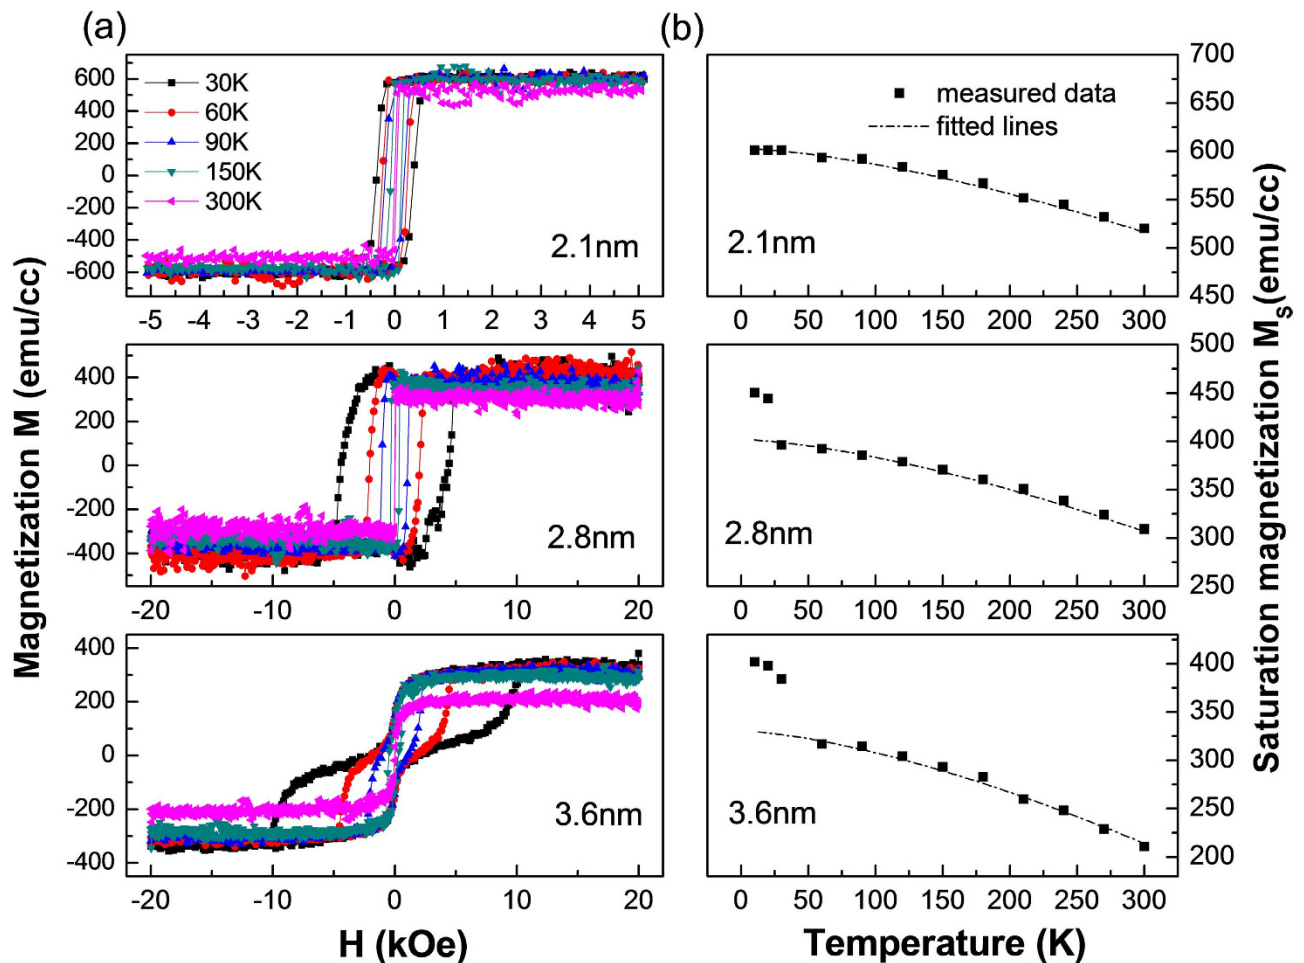 (a)
(b)
Magnetization M (emu/cc)
600
400
200
0
-200
-400
-600
30K
60K
90K
150K
300K
2.1nm
-5 -4 -3 -2 -1 0 1 2 3 4 5
400
200
0
-200
-400
2.8nm
-20 -10 0 10 20
400
200
0
-200
-400
3.6nm
-20 -10 0 10 20
H (kOe)
measured data
fitted lines
2.1nm
700
650
600
550
500
450
0 50 100 150 200 250 300
2.8nm
500
450
400
350
300
250
0 50 100 150 200 250 300
3.6nm
400
350
300
250
200
0 50 100 150 200 250 300
Temperature (K)
Saturation magnetization Ms(emu/cc)